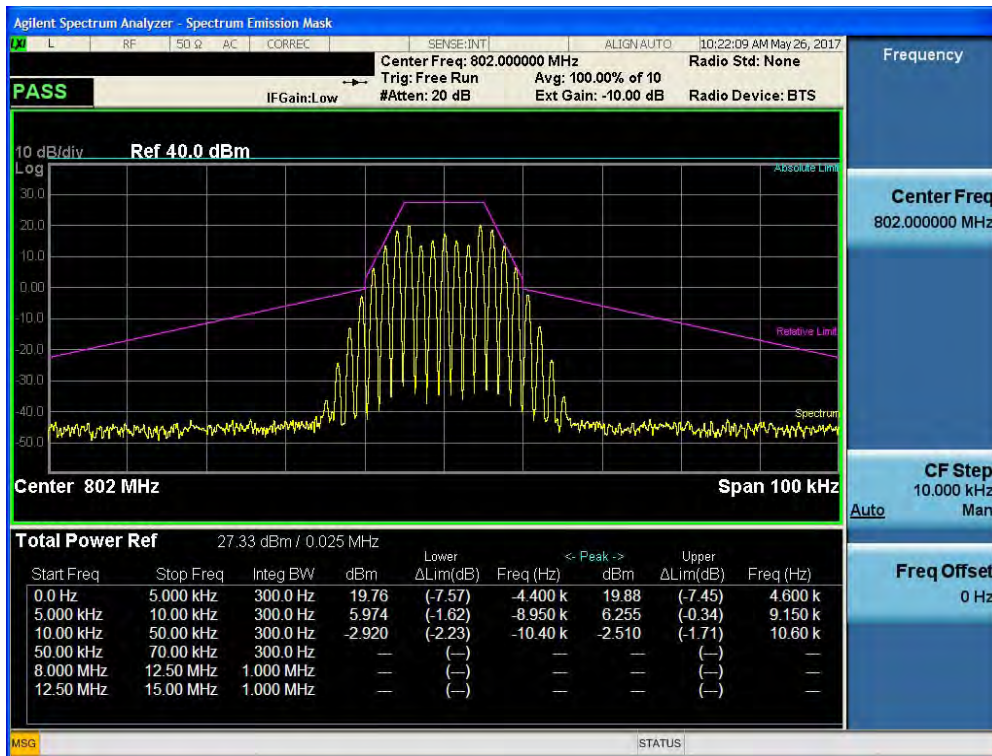 Agilent Spectrum Analyzer - Spectrum Emission Mask
LXI L RF 50 Ω AC CORREC SENSE:INT ALIGN AUTO 10:22:09 AM May 26, 2017
Center Freq: 802.000000 MHz Radio Std: None
Trig: Free Run Avg: 100.00% of 10
PASS IFGain:Low #Atten: 20 dB Ext Gain: -10.00 dB Radio Device: BTS
10 dB/div Ref 40.0 dBm
Log
Absolute Limit
30.0
20.0
10.0
0.00
-10.0
Relative Limit
-20.0
-30.0
-40.0
Spectrum
-50.0
Center 802 MHz Span 100 kHz
Total Power Ref 27.33 dBm / 0.025 MHz
Lower <- Peak -> Upper
Start Freq Stop Freq Integ BW dBm ΔLim(dB) Freq (Hz) dBm ΔLim(dB) Freq (Hz)
0.0 Hz 5.000 kHz 300.0 Hz 19.76 (-7.57) -4.400 k 19.88 (-7.45) 4.600 k
5.000 kHz 10.00 kHz 300.0 Hz 5.974 (-1.62) -8.950 k 6.255 (-0.34) 9.150 k
10.00 kHz 50.00 kHz 300.0 Hz -2.920 (-2.23) -10.40 k -2.510 (-1.71) 10.60 k
50.00 kHz 70.00 kHz 300.0 Hz --- (---) --- --- (---) ---
8.000 MHz 12.50 MHz 1.000 MHz --- (---) --- --- (---) ---
12.50 MHz 15.00 MHz 1.000 MHz --- (---) --- --- (---) ---
MSG STATUS
Frequency
Center Freq
802.000000 MHz
CF Step
10.000 kHz
Auto Man
Freq Offset
0 Hz